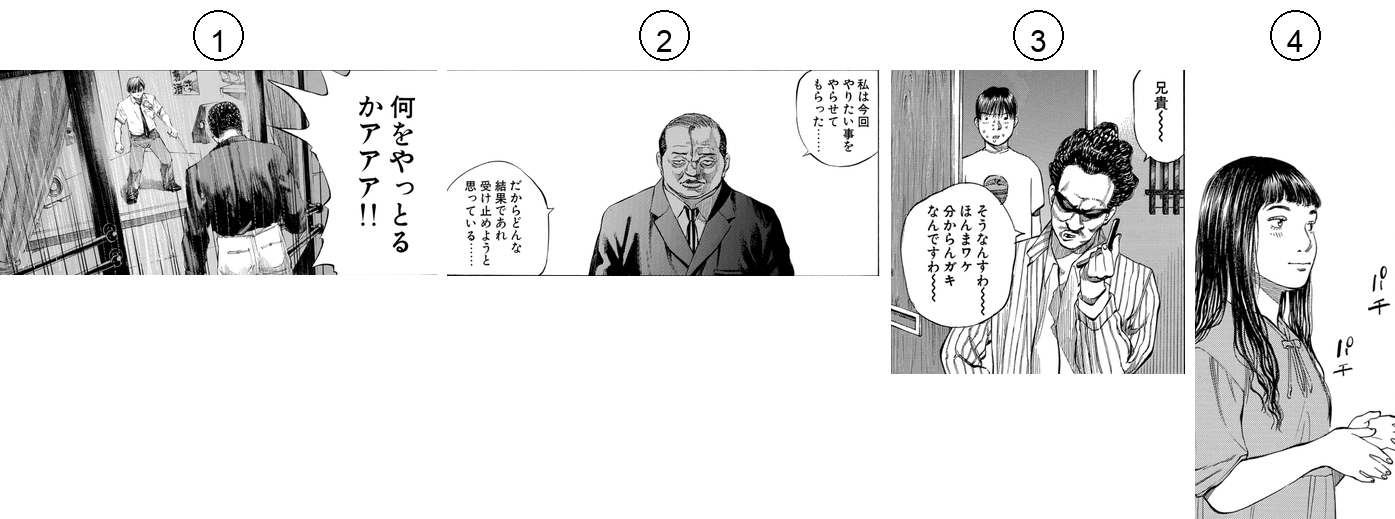 1
何をやっとる
かアアア!!
2
私は今回
やりたい事を
やらせて
もらった……
だからどんな
結果であれ
受け止めようと
思っている……
3
兄貴〜〜〜
そうなんすわ〜〜
ほんまワケ
分からんガキ
なんですわ〜〜
4
パチ
パチ